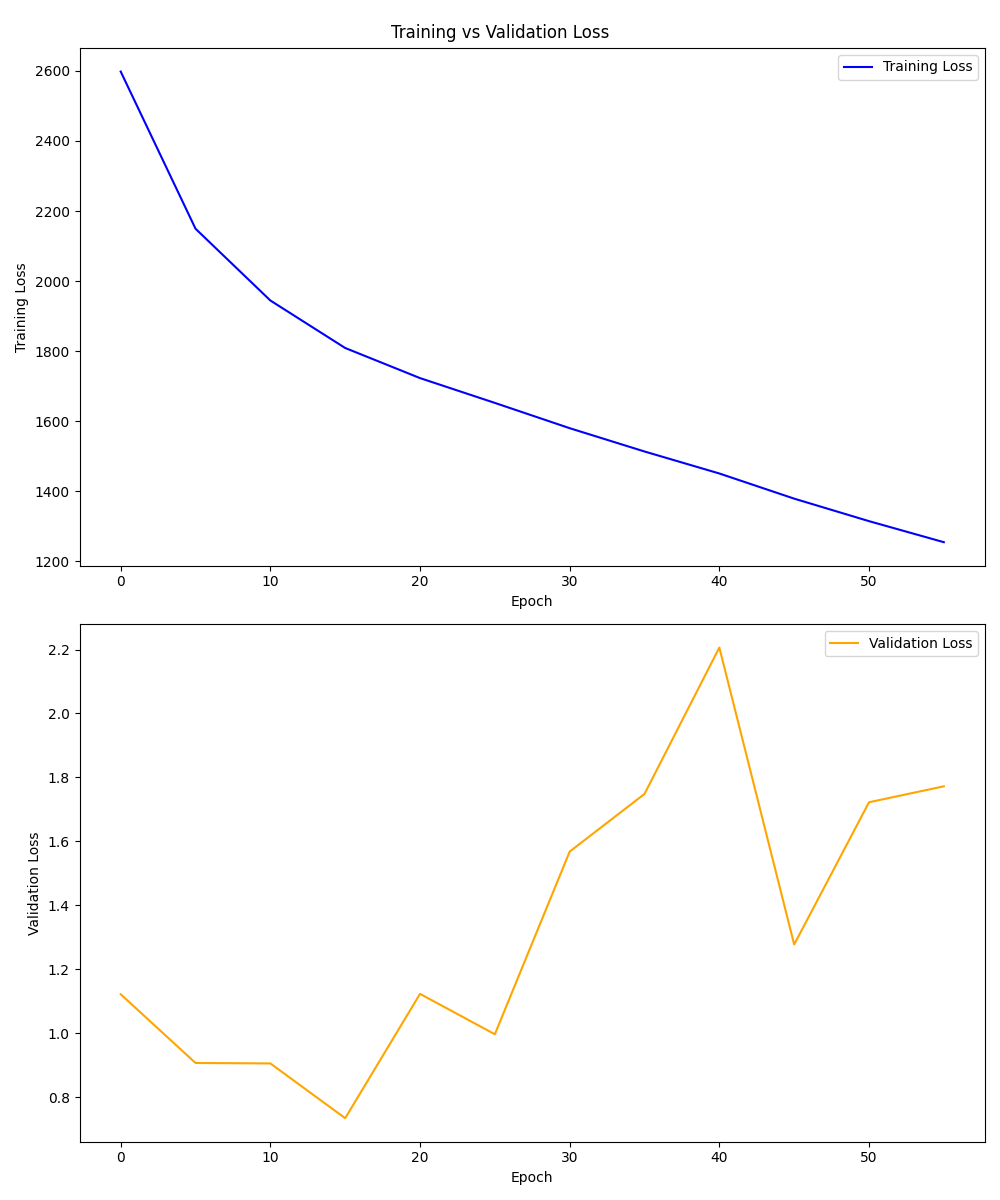 Training vs Validation Loss
Training Loss
2600
2400
2200
2000
1800
1600
1400
1200
Training Loss
0 10 20 30 40 50
Epoch
Validation Loss
2.2
2.0
1.8
1.6
1.4
1.2
1.0
0.8
Validation Loss
0 10 20 30 40 50
Epoch